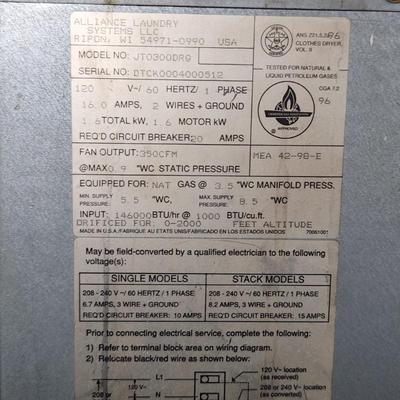 ALLIANCE LAUNDRY
SYSTEMS LLC
RIPON, WI 54971-0990 USA
MODEL NO: JT0300DRG
SERIAL NO: DTCK0004000512
120 V~/ 60 HERTZ/ 1 PHASE
16.0 AMPS, 2 WIRES + GROUND
1.6 TOTAL kW, 1.6 MOTOR kW
REQ'D CIRCUIT BREAKER: 20 AMPS
FAN OUTPUT: 350CFM
@MAX 0.9 "WC STATIC PRESSURE
ANS Z21.5.2
CLOTHES DRYER,
VOL. II
TESTED FOR NATURAL &
LIQUID PETROLEUM GASES
CGA 7.2
96
APPROVED
MEA 42-98-E
EQUIPPED FOR: NAT GAS @ 3.5 "WC MANIFOLD PRESS.
MIN SUPPLY PRESSURE: 5.5 "WC, MAX SUPPLY PRESSURE: 8.5 "WC
INPUT: 146000 BTU/hr @ 1000 BTU/cu.ft.
ORIFICED FOR: 0-2000 FEET ALTITUDE
MADE IN U.S.A./FABRIQUE AU ETATS UNIS/FABRICADO EN LOS ESTADOS UNIDOS 70061001
May be field-converted by a qualified electrician to the following
voltage(s):
SINGLE MODELS STACK MODELS
208 - 240 V ~/ 60 HERTZ / 1 PHASE 208 - 240 V ~/ 60 HERTZ / 1 PHASE
6.7 AMPS, 3 WIRE + GROUND 8.2 AMPS, 3 WIRE + GROUND
REQ'D CIRCUIT BREAKER: 10 AMPS REQ'D CIRCUIT BREAKER: 15 AMPS
Prior to connecting electrical service, complete the following:
1) Refer to terminal block area on wiring diagram.
2) Relocate black/red wire as shown below:
L1
120 V~
N
208 or
120 V~ location
(as received)
208 or 240 V~ location
(as converted)